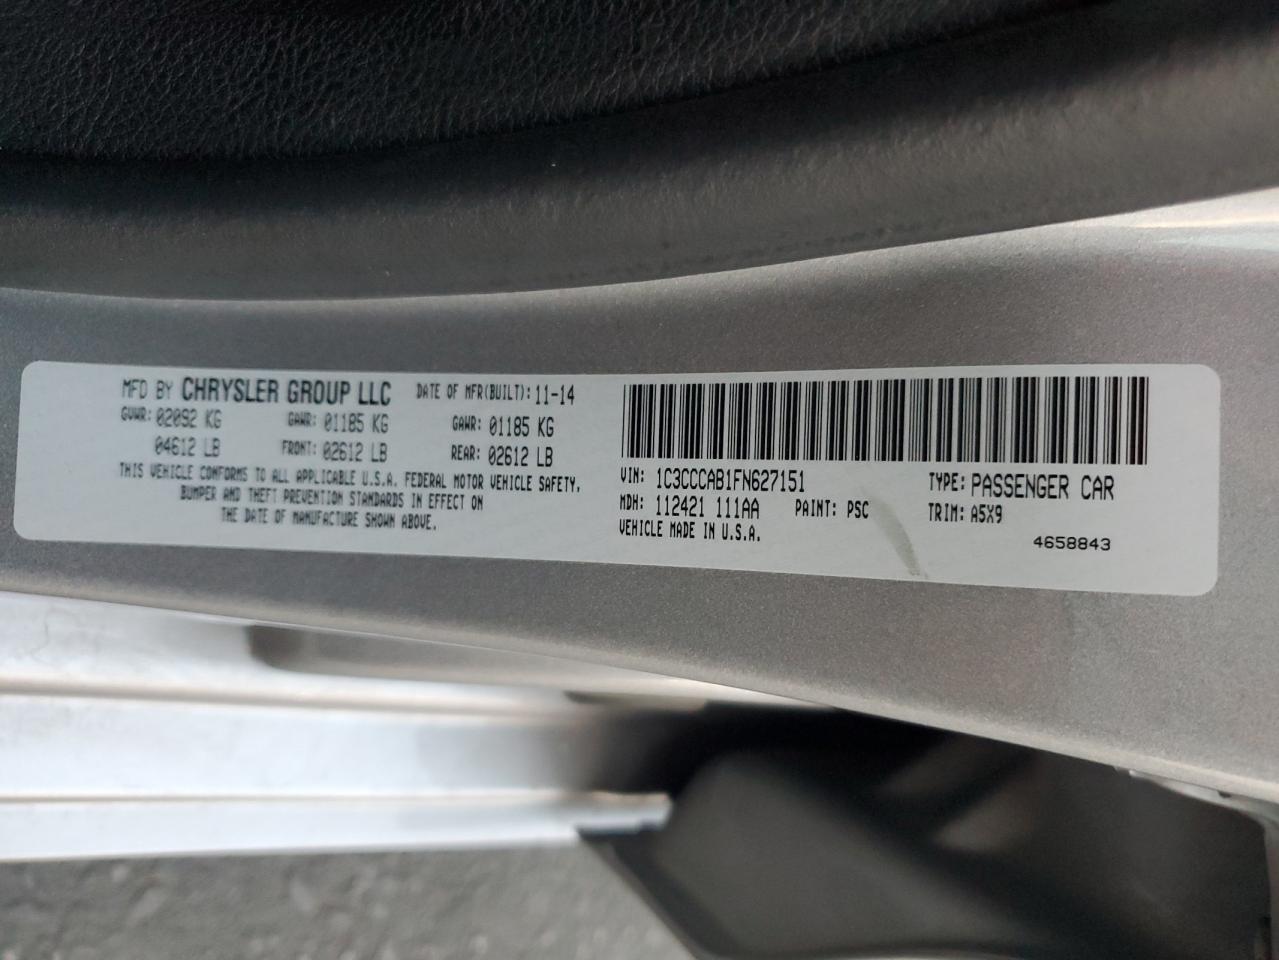 MFD BY CHRYSLER GROUP LLC DATE OF MFR(BUILT): 11-14
GVWR: 02092 KG GAWR: 01185 KG GAWR: 01185 KG
04612 LB FRONT: 02612 LB REAR: 02612 LB
THIS VEHICLE CONFORMS TO ALL APPLICABLE U.S.A. FEDERAL MOTOR VEHICLE SAFETY,
BUMPER AND THEFT PREVENTION STANDARDS IN EFFECT ON
THE DATE OF MANUFACTURE SHOWN ABOVE.
VIN: 1C3CCCAB1FN627151 TYPE: PASSENGER CAR
MDH: 112421 111AA PAINT: PSC TRIM: A5X9
VEHICLE MADE IN U.S.A.
4658843